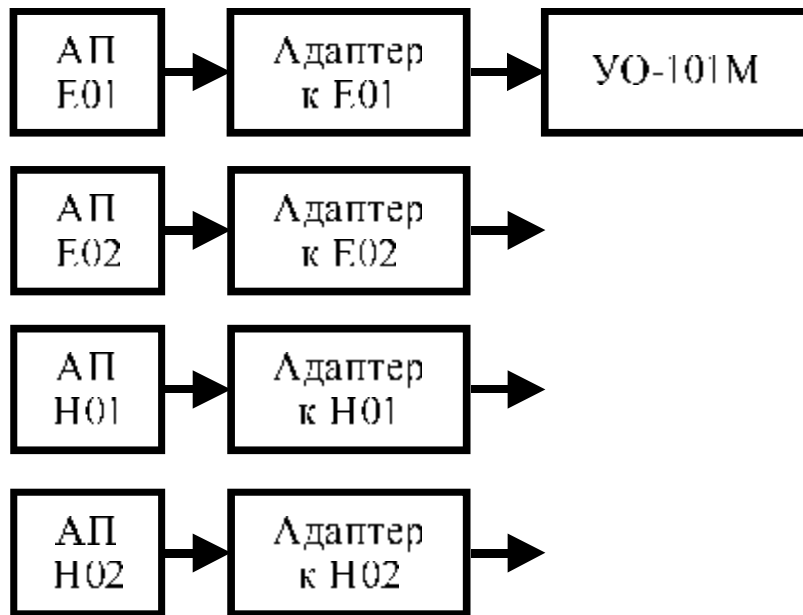 АП
Е01
Адаптер
к Е01
УО-101М
АП
Е02
Адаптер
к Е02
АП
Н01
Адаптер
к Н01
АП
Н02
Адаптер
к Н02